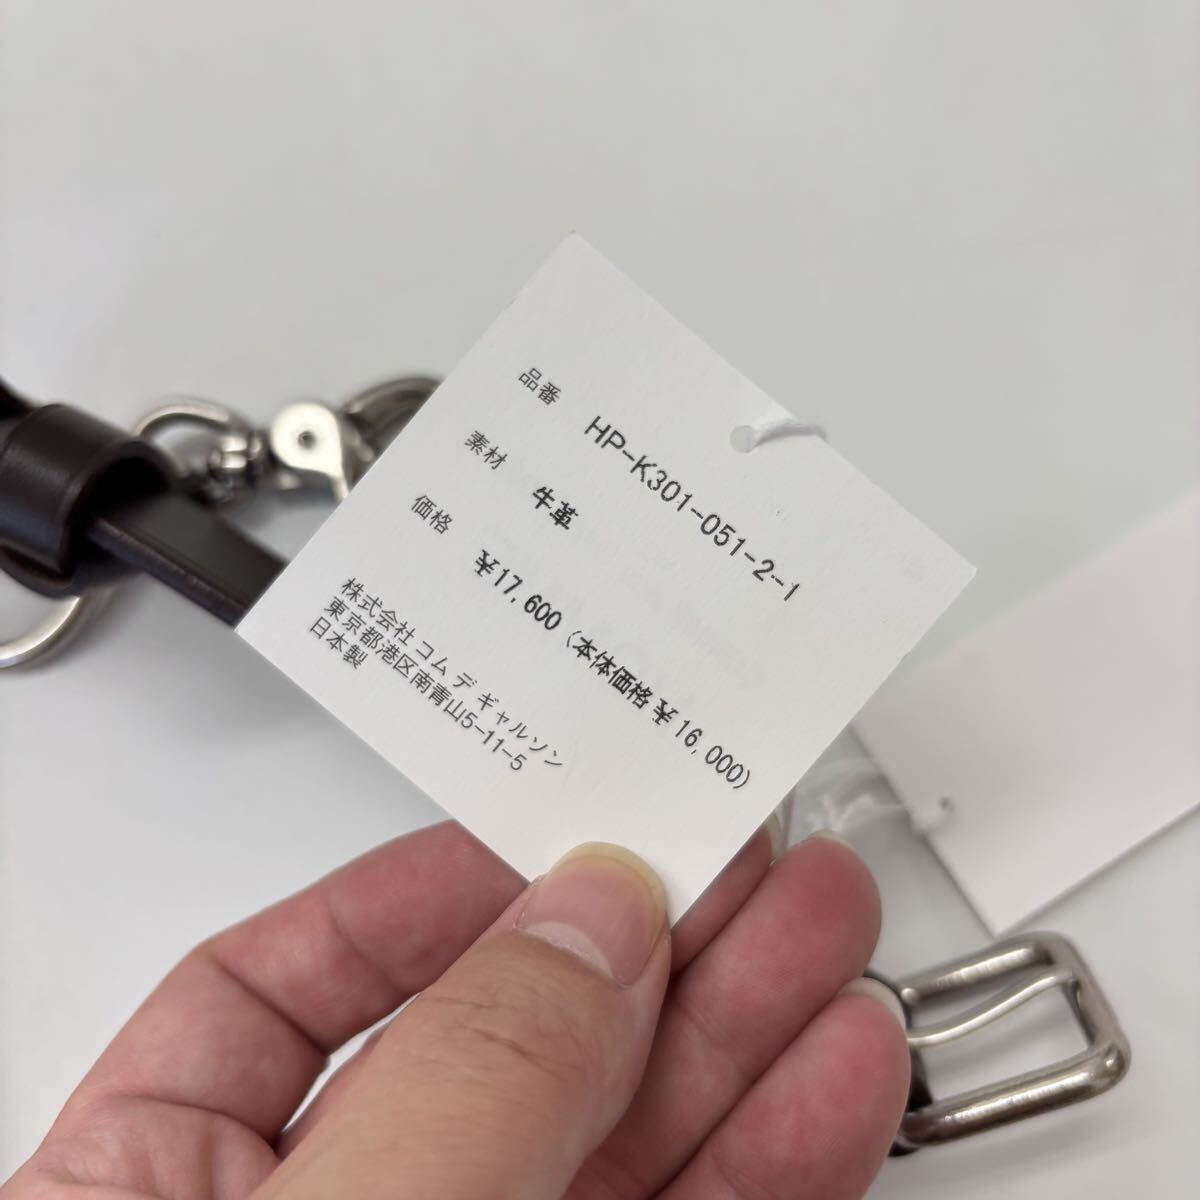 品番 HP-K301-051-2-1
素材 牛革
価格 ¥17,600（本体価格¥16,000）
株式会社 コム デ ギャルソン
東京都港区南青山5-11-5
日本製